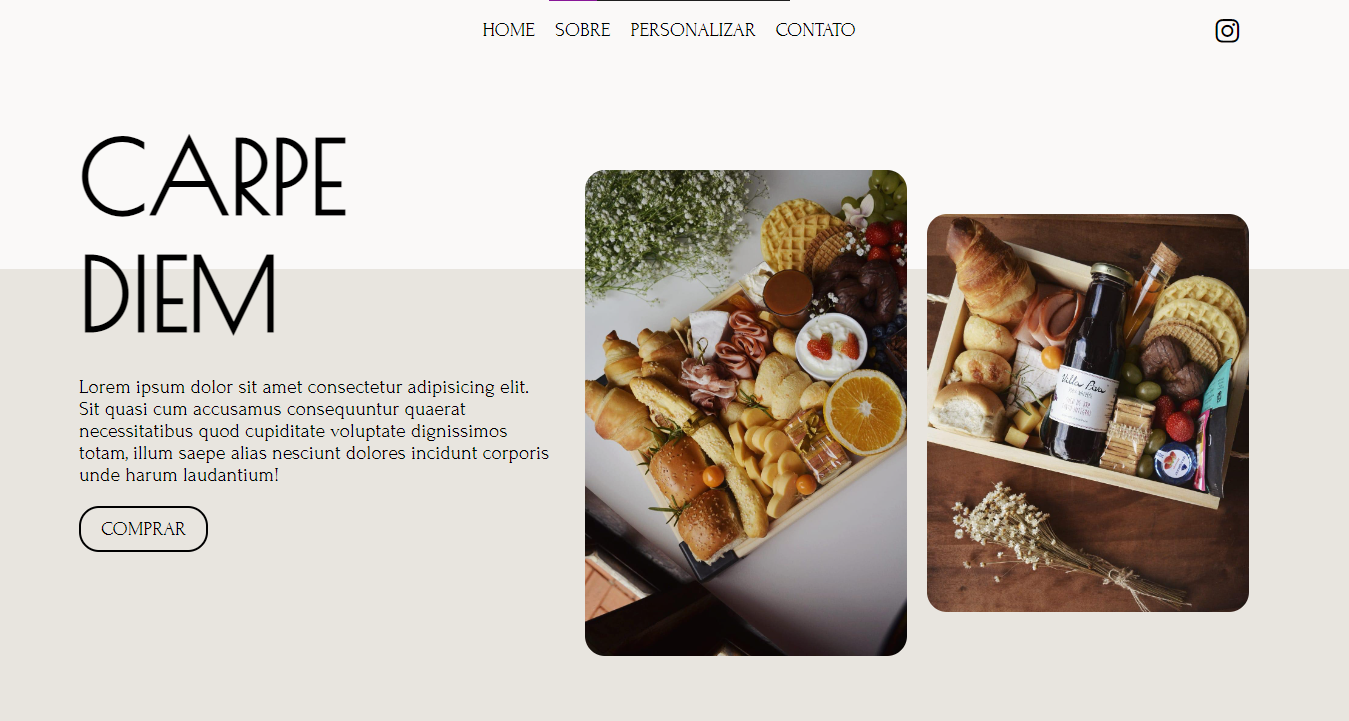 HOME SOBRE PERSONALIZAR CONTATO
CARPE
DIEM
Lorem ipsum dolor sit amet consectetur adipisicing elit.
Sit quasi cum accusamus consequuntur quaerat
necessitatibus quod cupiditate voluptate dignissimos
totam, illum saepe alias nesciunt dolores incidunt corporis
unde harum laudantium!
COMPRAR